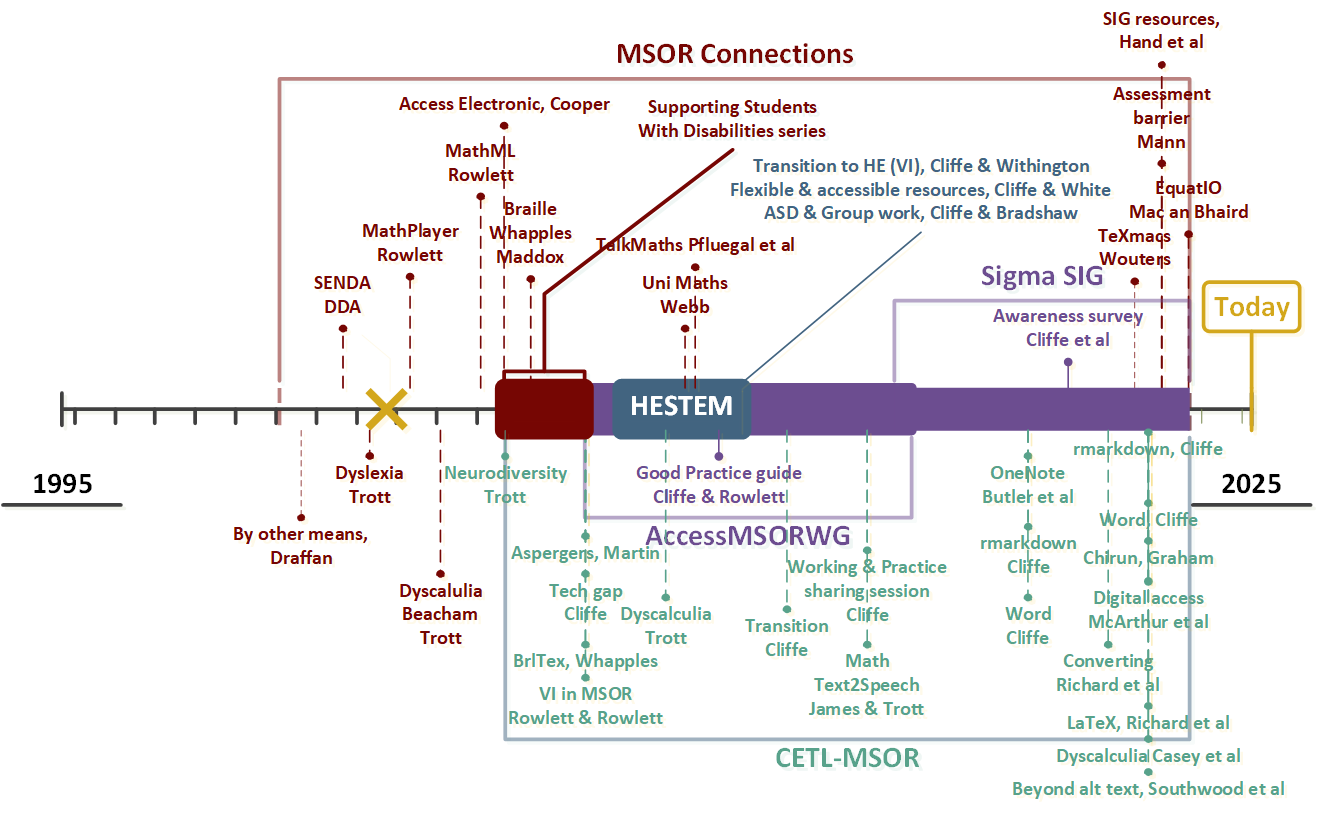 SIG resources,
Hand et al
MSOR Connections
Assessment
barrier
Mann
Access Electronic, Cooper
Supporting Students
With Disabilities series
MathML
Rowlett
Transition to HE (VI), Cliffe & Withington
Flexible & accessible resources, Cliffe & White
ASD & Group work, Cliffe & Bradshaw
EquatIO
Mac an Bhaird
Braille
Whapples
Maddox
MathPlayer
Rowlett
TalkMaths Pfluegal et al
TeXmacs
Wouters
SENDA
DDA
Uni Maths
Webb
Sigma SIG
Today
Awareness survey
Cliffe et al
HESTEM
1995
2025
Dyslexia
Trott
Neurodiversity
Trott
Good Practice guide
Cliffe & Rowlett
OneNote
Butler et al
rmarkdown, Cliffe
By other means,
Draffan
AccessMSORWG
Word, Cliffe
Aspergers, Martin
rmarkdown
Cliffe
Chirun, Graham
Working & Practice
sharing session
Cliffe
Dyscalulia
Beacham
Trott
Tech gap
Cliffe
Dyscalculia
Trott
Transition
Cliffe
Word
Cliffe
Digital access
McArthur et al
BrlTex, Whapples
Math
Text2Speech
James & Trott
Converting
Richard et al
VI in MSOR
Rowlett & Rowlett
LaTeX, Richard et al
CETL-MSOR
Dyscalculia Casey et al
Beyond alt text, Southwood et al